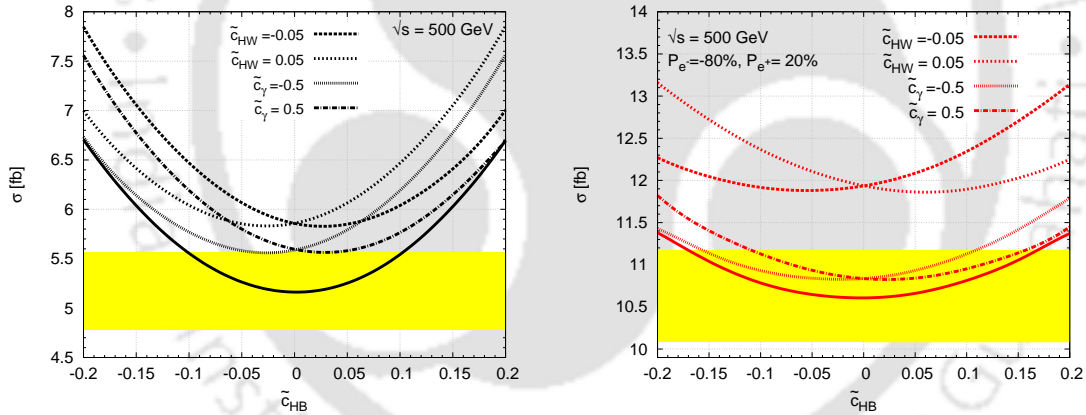 8
7.5
7
6.5
6
5.5
5
4.5
σ [fb]
√s = 500 GeV
c̃HW =-0.05
c̃HW = 0.05
c̃γ =-0.5
c̃γ = 0.5
-0.2 -0.15 -0.1 -0.05 0 0.05 0.1 0.15 0.2
c̃HB
14
13.5
13
12.5
12
11.5
11
10.5
10
σ [fb]
√s = 500 GeV
Pe-=-80%, Pe+= 20%
c̃HW =-0.05
c̃HW = 0.05
c̃γ =-0.5
c̃γ = 0.5
-0.2 -0.15 -0.1 -0.05 0 0.05 0.1 0.15 0.2
c̃HB